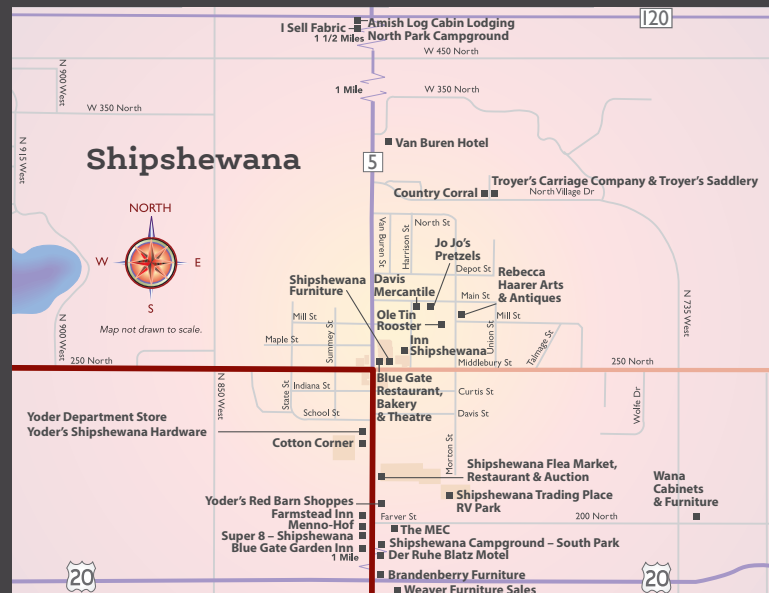 120
I Sell Fabric
Amish Log Cabin Lodging
North Park Campground
1 1/2 Miles
W 450 North
N 900 West
1 Mile
W 350 North
W 350 North
N 915 West
Van Buren Hotel
Shipshewana
5
Troyer's Carriage Company & Troyer's Saddlery
Country Corral
North Village Dr
NORTH
W
E
S
Map not drawn to scale.
North St
Van Buren St
Harrison St
Jo Jo's
Pretzels
Depot St
Rebecca
Haarer Arts
& Antiques
Shipshewana
Furniture
Davis
Mercantile
Main St
Mill St
Mill St
Ole Tin
Rooster
Union St
Talmage St
N 735 West
N 900 West
Summey St
Maple St
Inn
Shipshewana
250 North
Middlebury St
250 North
Blue Gate
Restaurant,
Bakery
& Theatre
N 850 West
State St
Indiana St
Curtis St
Wolfe Dr
School St
Davis St
Yoder Department Store
Yoder's Shipshewana Hardware
Cotton Corner
Morton St
Shipshewana Flea Market,
Restaurant & Auction
Wana
Cabinets
& Furniture
Shipshewana Trading Place
RV Park
Yoder's Red Barn Shoppes
Farmstead Inn
Farver St
200 North
Menno-Hof
The MEC
Super 8 – Shipshewana
Shipshewana Campground – South Park
Blue Gate Garden Inn
Der Ruhe Blatz Motel
1 Mile
20
20
Brandenberry Furniture
Weaver Furniture Sales